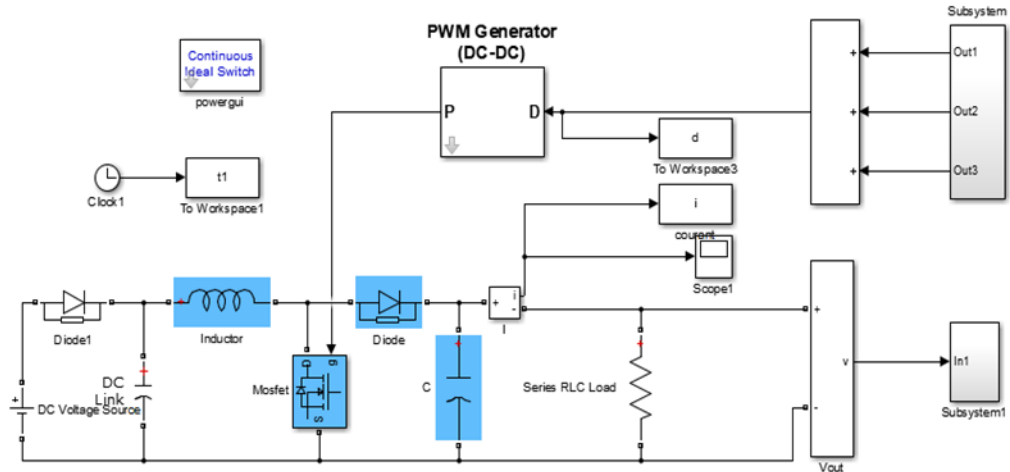 Subsystem
PWM Generator
(DC-DC)
Continuous
Ideal Switch
powergui
P
D
+
+
+
Out1
Out2
Out3
d
To Workspace3
Clock1
t1
To Workspace1
i
courant
Scope1
+
-
i
I
Diode1
Inductor
Diode
g
D
S
Mosfet
C
Series RLC Load
DC
Link
DC Voltage Source
+
+
-
v
Vout
In1
Subsystem1